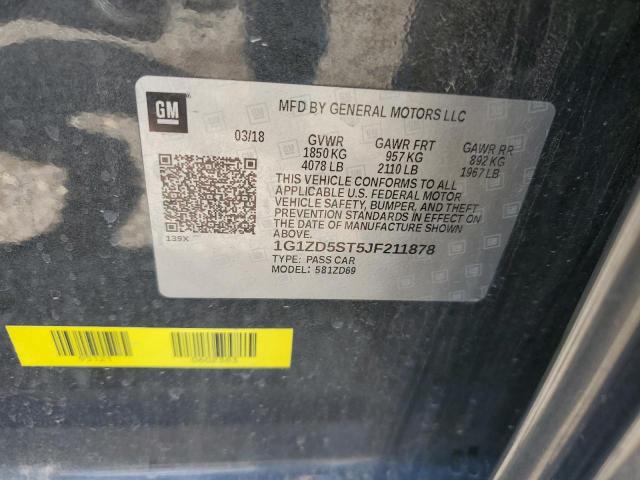 GM
MFD BY GENERAL MOTORS LLC
03/18 GVWR GAWR FRT GAWR RR
1850 KG 957 KG 892 KG
4078 LB 2110 LB 1967 LB
THIS VEHICLE CONFORMS TO ALL
APPLICABLE U.S. FEDERAL MOTOR
VEHICLE SAFETY, BUMPER, AND THEFT
PREVENTION STANDARDS IN EFFECT ON
THE DATE OF MANUFACTURE SHOWN
ABOVE.
139X
1G1ZD5ST5JF211878
TYPE: PASS CAR
MODEL: 581ZD69